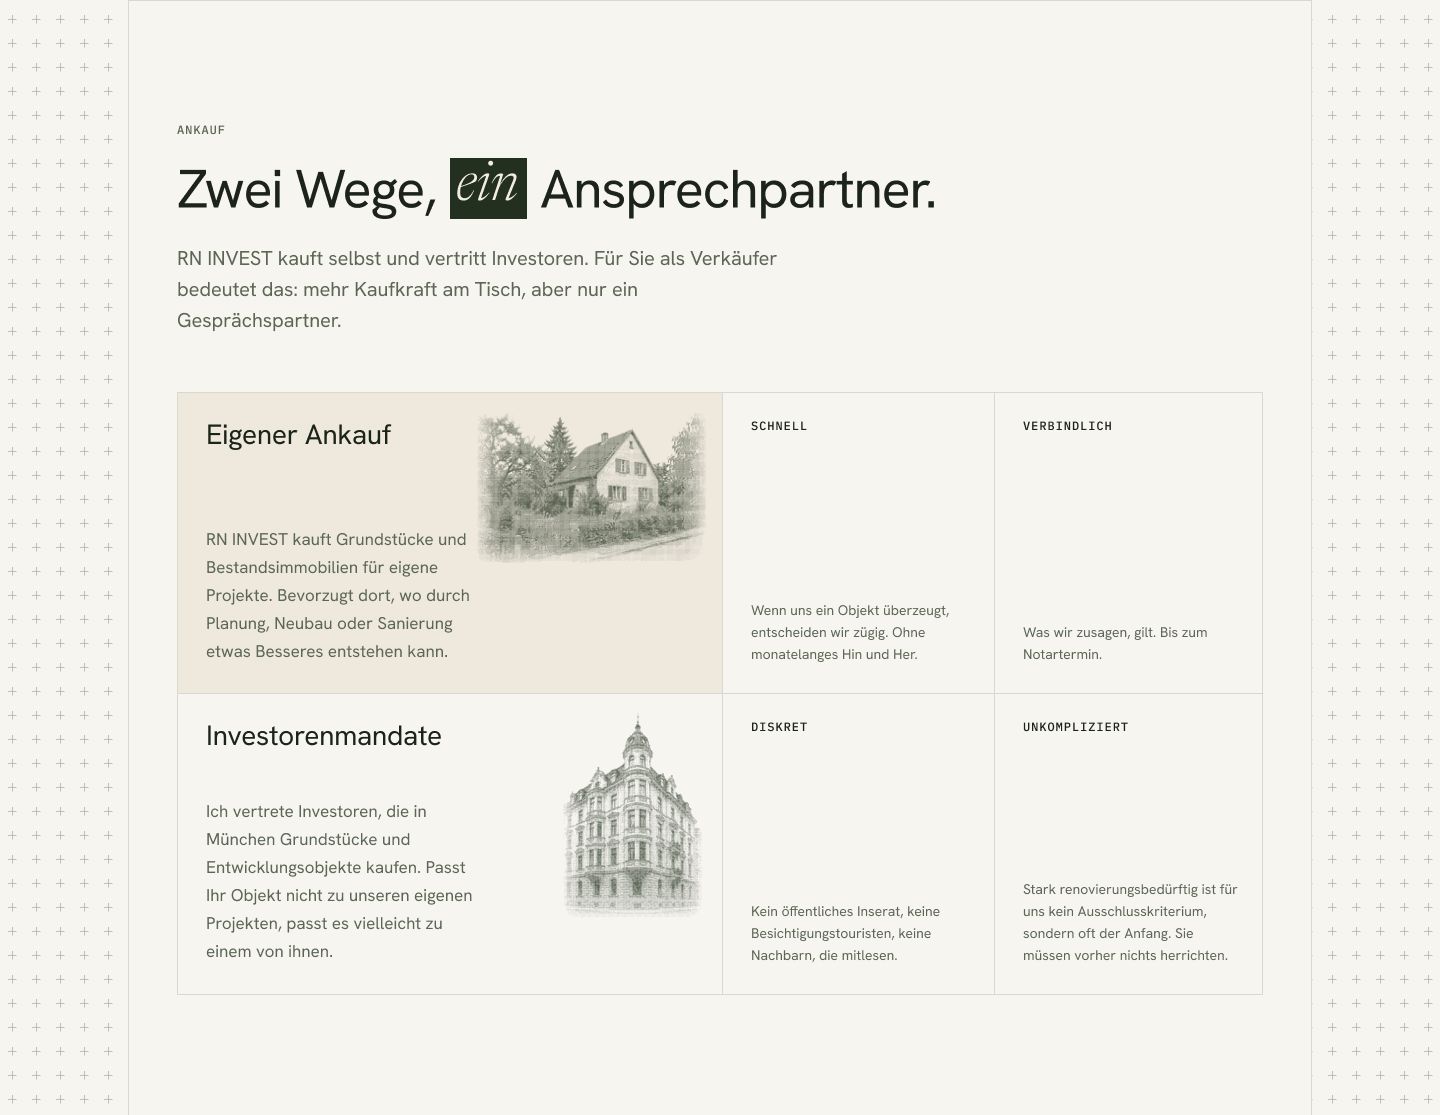 ANKAUF
Zwei Wege, ein Ansprechpartner.
RN INVEST kauft selbst und vertritt Investoren. Für Sie als Verkäufer
bedeutet das: mehr Kaufkraft am Tisch, aber nur ein
Gesprächspartner.
Eigener Ankauf
RN INVEST kauft Grundstücke und
Bestandsimmobilien für eigene
Projekte. Bevorzugt dort, wo durch
Planung, Neubau oder Sanierung
etwas Besseres entstehen kann.
SCHNELL
Wenn uns ein Objekt überzeugt,
entscheiden wir zügig. Ohne
monatelanges Hin und Her.
VERBINDLICH
Was wir zusagen, gilt. Bis zum
Notartermin.
Investorenmandate
Ich vertrete Investoren, die in
München Grundstücke und
Entwicklungsobjekte kaufen. Passt
Ihr Objekt nicht zu unseren eigenen
Projekten, passt es vielleicht zu
einem von ihnen.
DISKRET
Kein öffentliches Inserat, keine
Besichtigungstouristen, keine
Nachbarn, die mitlesen.
UNKOMPLIZIERT
Stark renovierungsbedürftig ist für
uns kein Ausschlusskriterium,
sondern oft der Anfang. Sie
müssen vorher nichts herrichten.